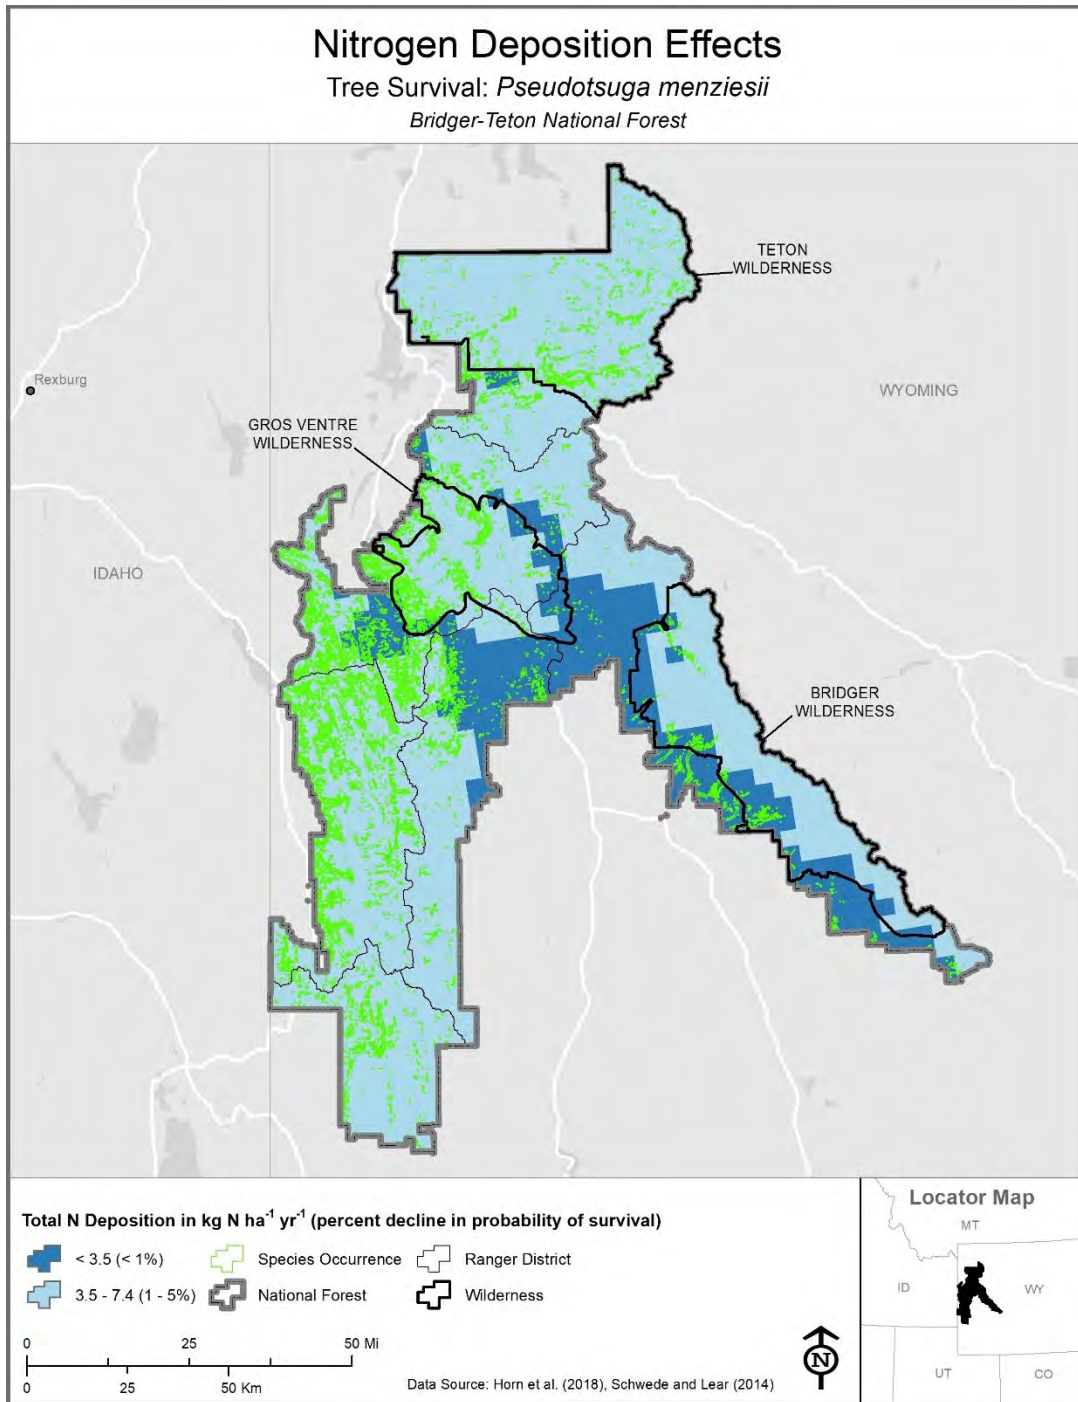 Nitrogen Deposition Effects
Tree Survival: Pseudotsuga menziesii
Bridger-Teton National Forest
TETON
WILDERNESS
Rexburg
WYOMING
GROS VENTRE
WILDERNESS
IDAHO
BRIDGER
WILDERNESS
Total N Deposition in kg N ha⁻¹ yr⁻¹ (percent decline in probability of survival)
< 3.5 (< 1%)
Species Occurrence
Ranger District
3.5 - 7.4 (1 - 5%)
National Forest
Wilderness
0 25 50 Mi
0 25 50 Km
Data Source: Horn et al. (2018), Schwede and Lear (2014)
N
Locator Map
MT
ID
WY
UT
CO